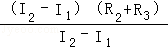 (I₂ − I₁) (R₂+R₃)
I₂ − I₁